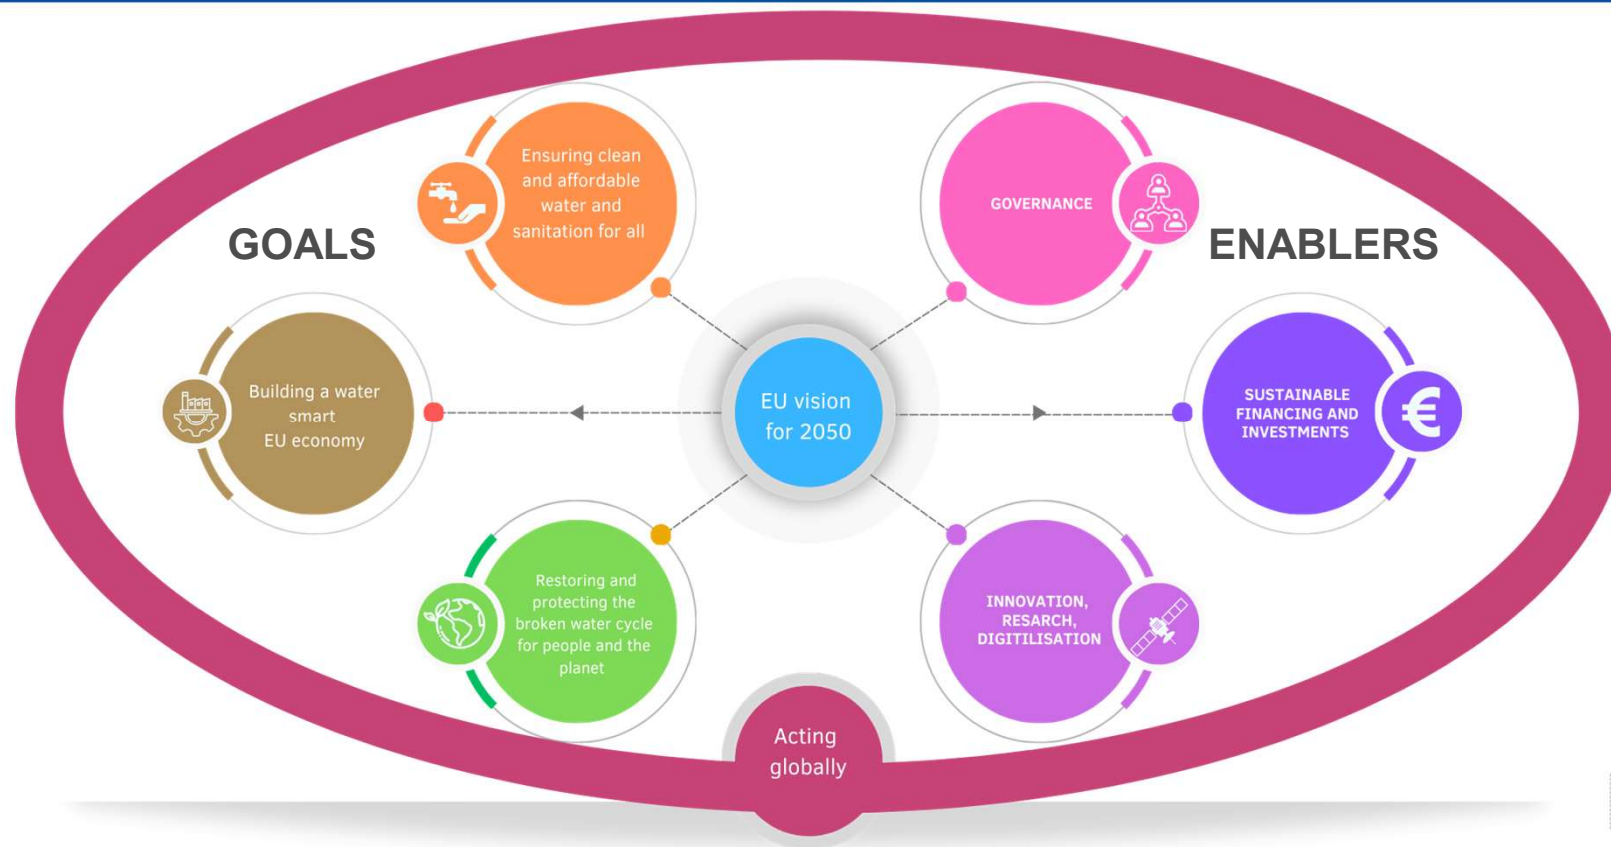 GOALS
Ensuring clean
and affordable
water and
sanitation for all
Building a water
smart
EU economy
Restoring and
protecting the
broken water cycle
for people and the
planet
EU vision
for 2050
ENABLERS
GOVERNANCE
SUSTAINABLE
FINANCING AND
INVESTMENTS
INNOVATION,
RESARCH,
DIGITILISATION
Acting
globally